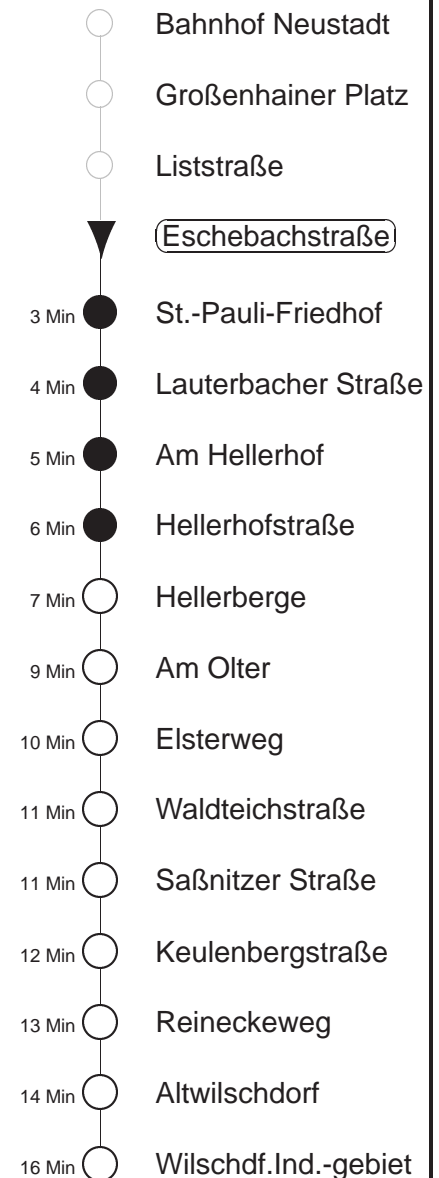 Bahnhof Neustadt
Großenhainer Platz
Liststraße
Eschebachstraße
3 Min St.-Pauli-Friedhof
4 Min Lauterbacher Straße
5 Min Am Hellerhof
6 Min Hellerhofstraße
7 Min Hellerberge
9 Min Am Olter
10 Min Elsterweg
11 Min Waldteichstraße
11 Min Saßnitzer Straße
12 Min Keulenbergstraße
13 Min Reineckeweg
14 Min Altwilschdorf
16 Min Wilschdf.Ind.-gebiet